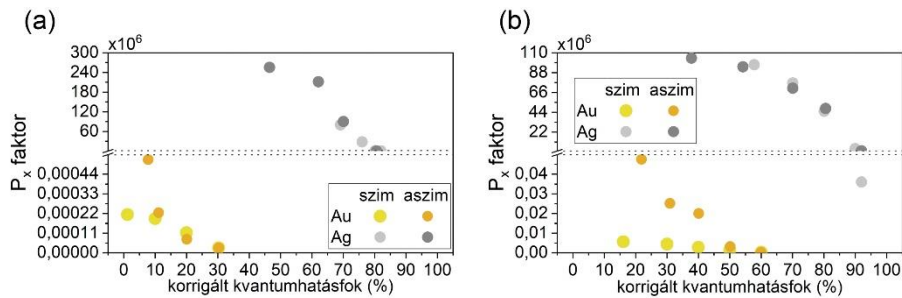 (a)
x10⁶
300
240
180
120
60
0,00044
0,00033
0,00022
0,00011
0,00000
Pₓ faktor
szim aszim
Au
Ag
0 10 20 30 40 50 60 70 80 90 100
korrigált kvantumhatásfok (%)
(b)
x10⁶
110
88
66
44
22
0,04
0,03
0,02
0,01
0,00
Pₓ faktor
szim aszim
Au
Ag
0 10 20 30 40 50 60 70 80 90 100
korrigált kvantumhatásfok (%)